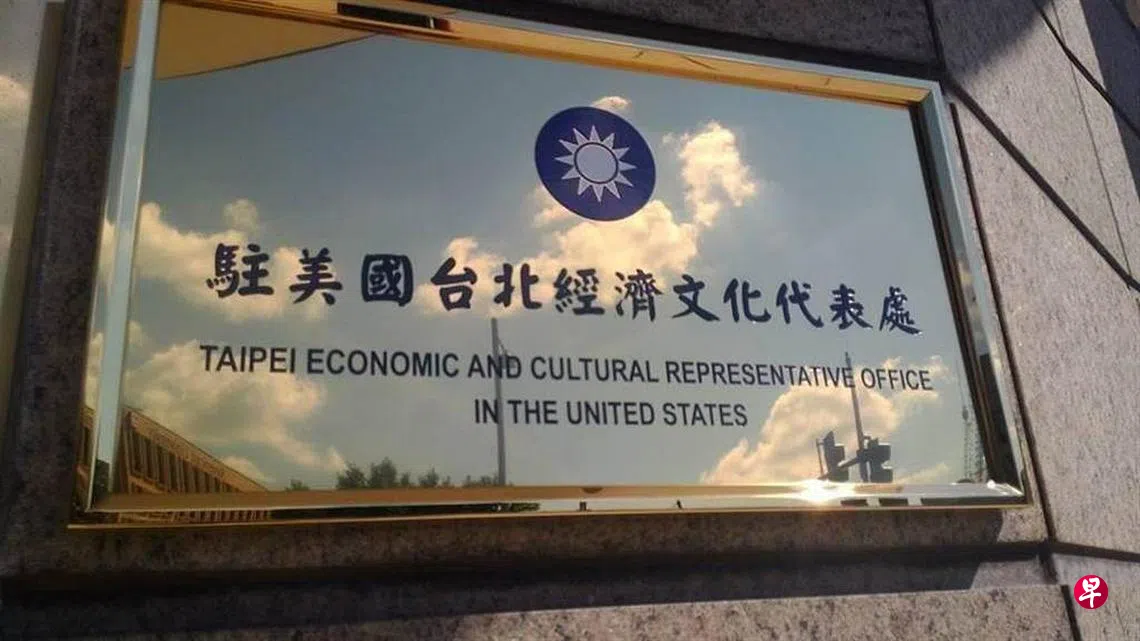 駐美國台北經濟文化代表處
TAIPEI ECONOMIC AND CULTURAL REPRESENTATIVE OFFICE
IN THE UNITED STATES
早